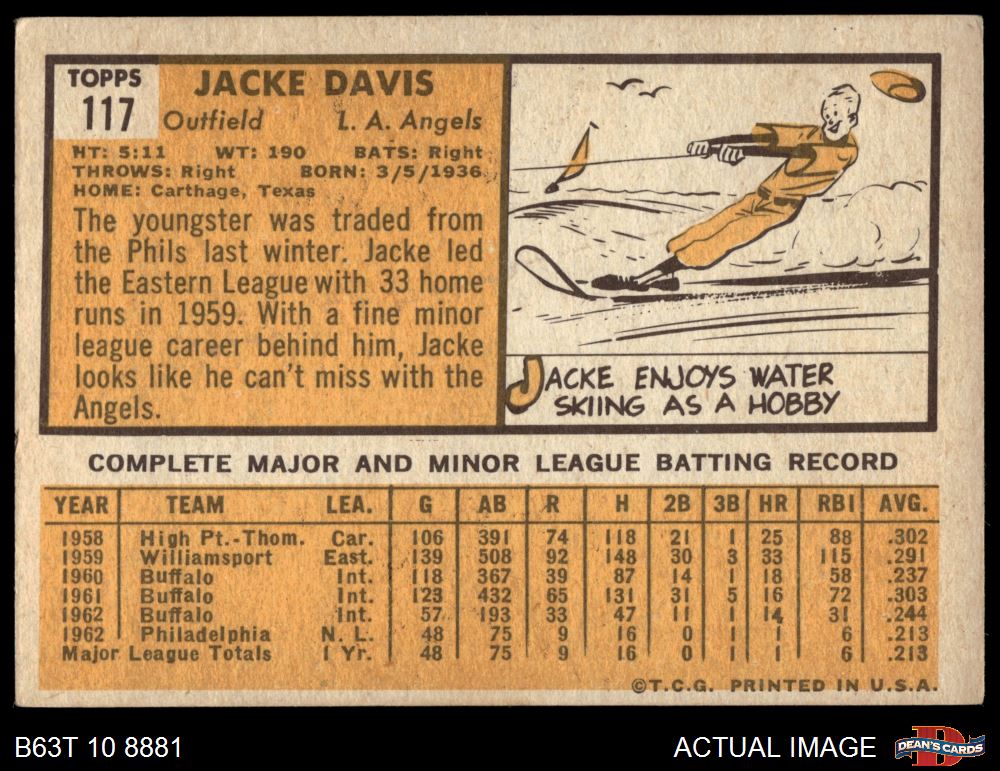 TOPPS
117
JACKE DAVIS
Outfield L. A. Angels
HT: 5:11 WT: 190 BATS: Right
THROWS: Right BORN: 3/5/1936
HOME: Carthage, Texas
The youngster was traded from
the Phils last winter. Jacke led
the Eastern League with 33 home
runs in 1959. With a fine minor
league career behind him, Jacke
looks like he can't miss with the
Angels.
JACKE ENJOYS WATER
SKIING AS A HOBBY
COMPLETE MAJOR AND MINOR LEAGUE BATTING RECORD
YEAR TEAM LEA. G AB R H 2B 3B HR RBI AVG.
1958 High Pt.-Thom. Car. 106 391 74 118 21 1 25 88 .302
1959 Williamsport East. 139 508 92 148 30 3 33 115 .291
1960 Buffalo Int. 118 367 39 87 14 1 18 58 .237
1961 Buffalo Int. 123 432 65 131 31 5 16 72 .303
1962 Buffalo Int. 57 193 33 47 11 1 14 31 .244
1962 Philadelphia N. L. 48 75 9 16 0 1 1 6 .213
Major League Totals 1 Yr. 48 75 9 16 0 1 1 6 .213
©T.C.G. PRINTED IN U.S.A.
B63T 10 8881
ACTUAL IMAGE
D
DEAN'S CARDS